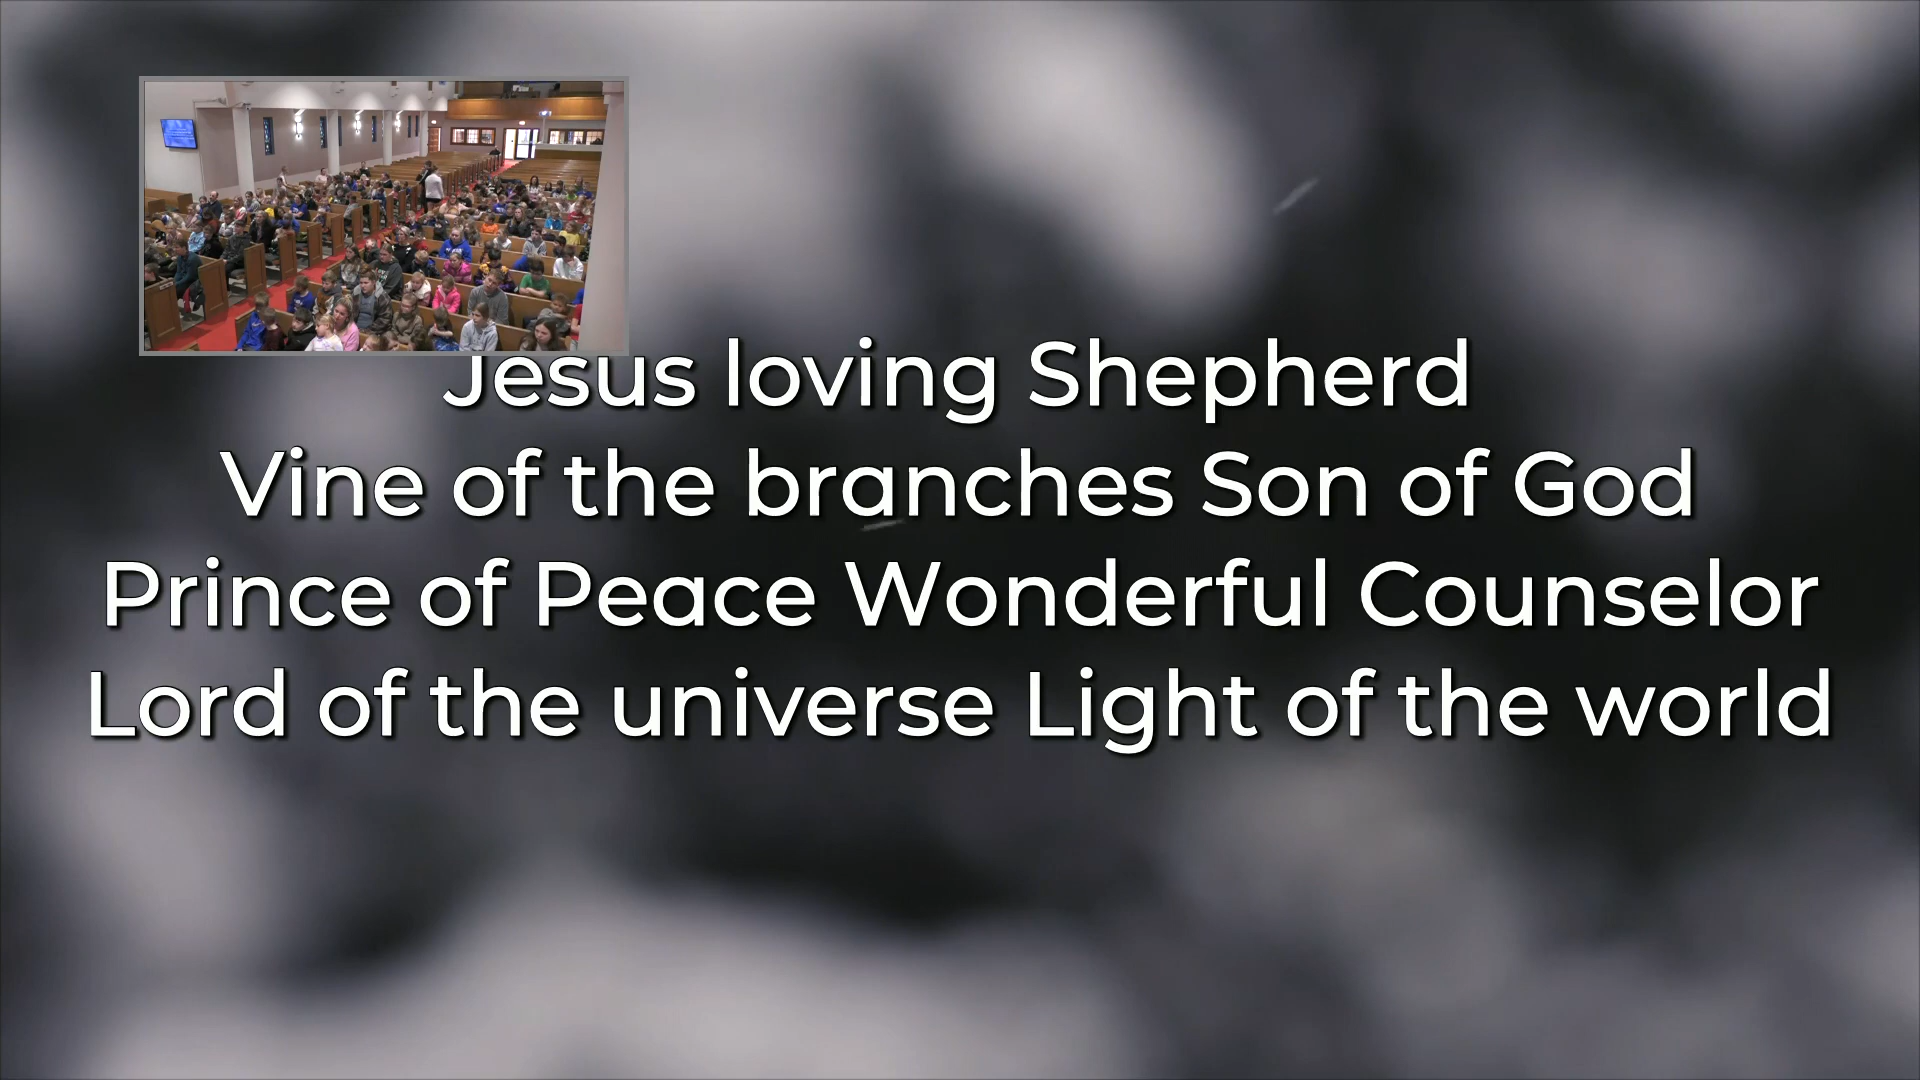 Jesus loving Shepherd
Vine of the branches Son of God
Prince of Peace Wonderful Counselor
Lord of the universe Light of the world